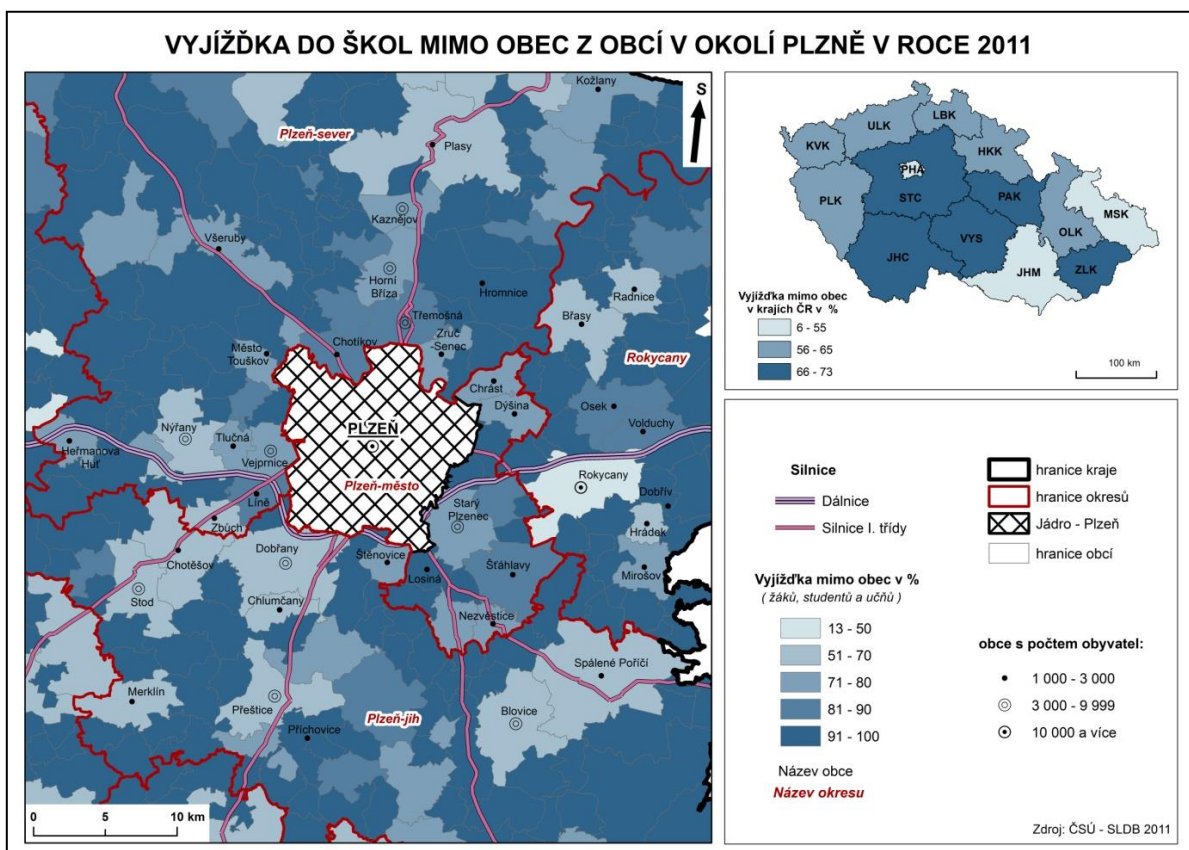 VYJÍŽĎKA DO ŠKOL MIMO OBEC Z OBCÍ V OKOLÍ PLZNĚ V ROCE 2011
S
Kožlany
Plzeň-sever
Plasy
Kaznějov
Všeruby
Horní
Bříza
Hromnice
Radnice
Břasy
Třemošná
Zruč
-Senec
Město
Touškov
Chotíkov
Rokycany
Chrást
Dýšina
Osek
Volduchy
Nýřany
Tlučná
Vejprnice
PLZEŇ
Heřmanova
Huť
Plzeň-město
Rokycany
Líně
Dobřív
Starý
Plzenec
Zbůch
Hrádek
Chotěšov
Dobřany
Štěnovice
Losiná
Šťáhlavy
Mirošov
Stod
Chlumčany
Nezvěstice
Spálené Poříčí
Merklín
Přeštice
Blovice
Plzeň-jih
Příchovice
0 5 10 km
KVK
ULK
LBK
HKK
PHA
PLK
STC
PAK
MSK
OLK
VYS
JHC
JHM
ZLK
Vyjížďka mimo obec
v krajích ČR v %
6 - 55
56 - 65
66 - 73
100 km
Silnice
Dálnice
Silnice I. třídy
hranice kraje
hranice okresů
Jádro - Plzeň
hranice obcí
Vyjížďka mimo obec v %
( žáků, studentů a učňů )
13 - 50
51 - 70
71 - 80
81 - 90
91 - 100
Název obce
Název okresu
obce s počtem obyvatel:
1 000 - 3 000
3 000 - 9 999
10 000 a více
Zdroj: ČSÚ - SLDB 2011